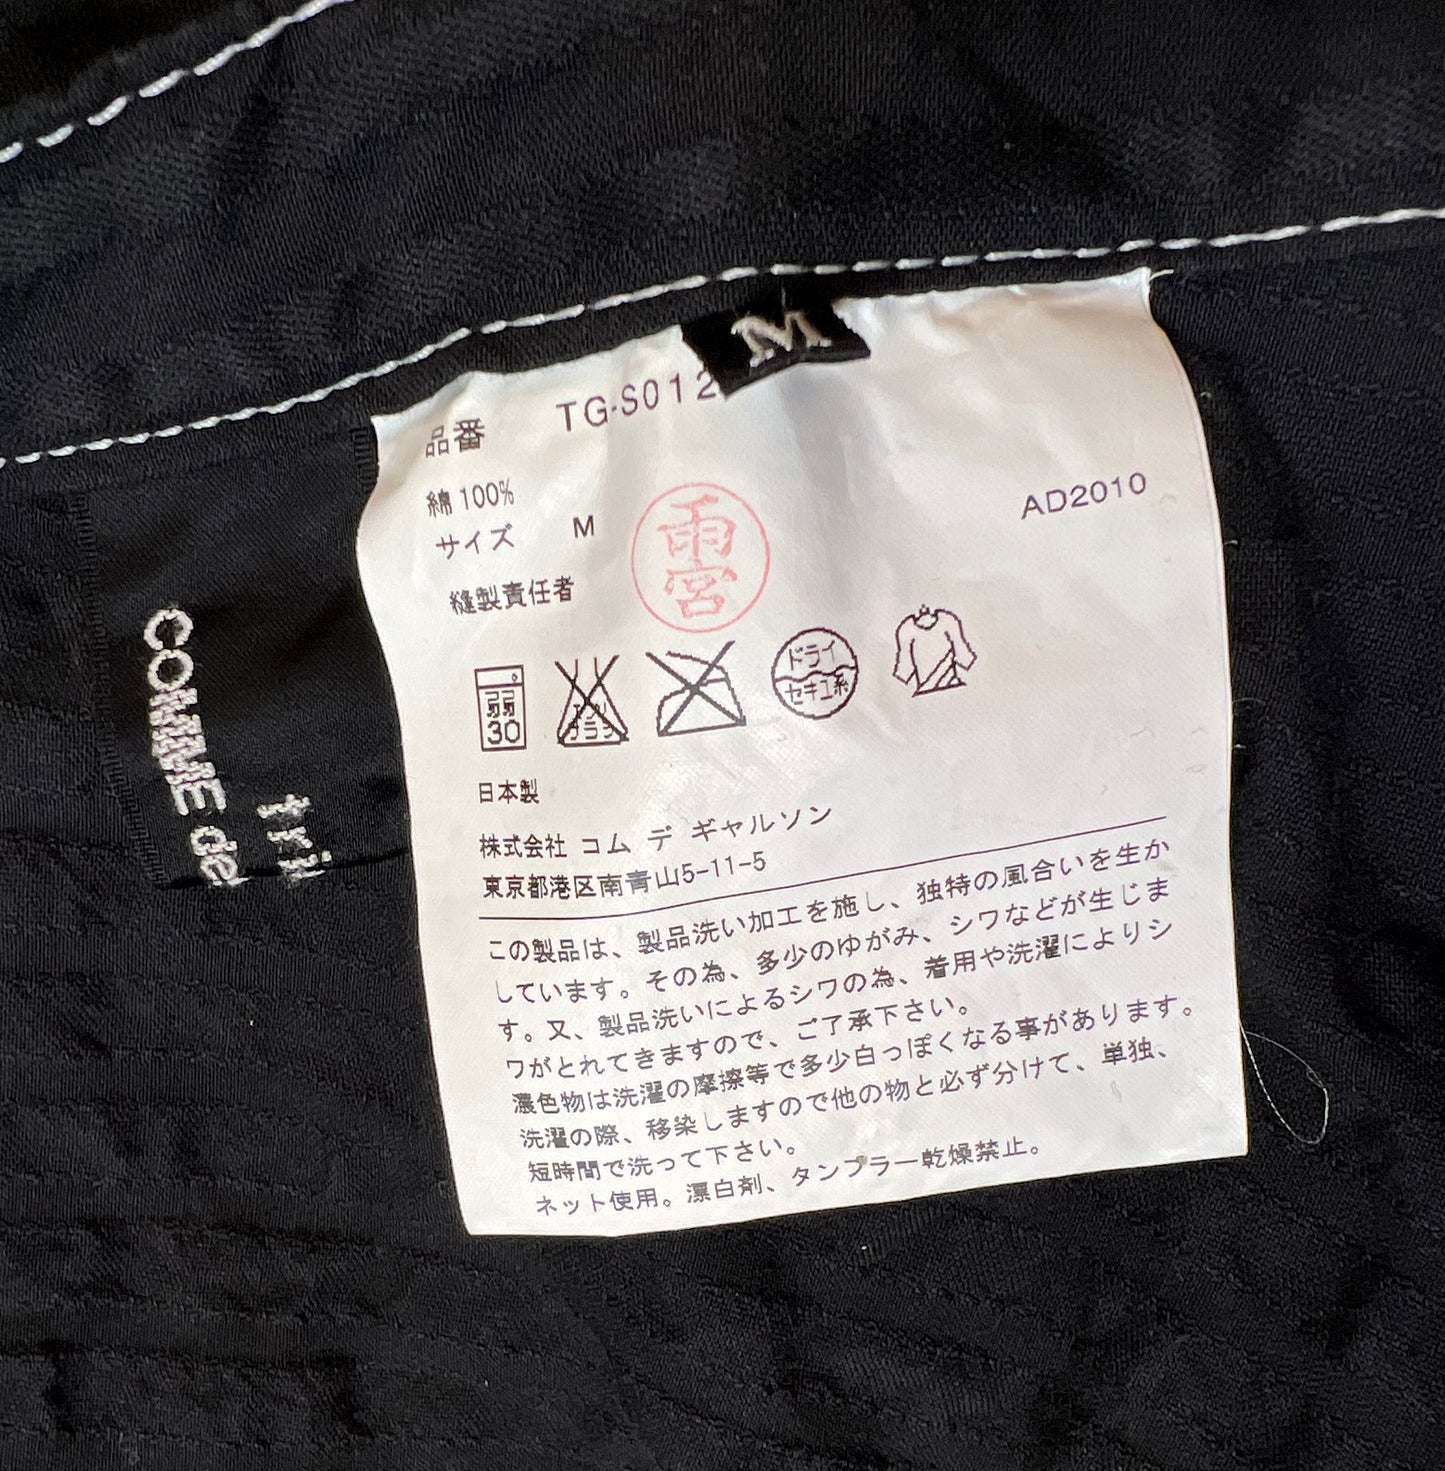 M
品番 TG-S012
綿 100%
サイズ M
AD2010
縫製責任者
雨宮
弱
30
エンソ
サラシ
ドライ
セキユ系
日本製
株式会社 コム デ ギャルソン
東京都港区南青山5-11-5
この製品は、製品洗い加工を施し、独特の風合いを生か
しています。その為、多少のゆがみ、シワなどが生じま
す。又、製品洗いによるシワの為、着用や洗濯によりシ
ワがとれてきますので、ご了承下さい。
濃色物は洗濯の摩擦等で多少白っぽくなる事があります。
洗濯の際、移染しますので他の物と必ず分けて、単独、
短時間で洗って下さい。
ネット使用。漂白剤、タンブラー乾燥禁止。
COMME de
tri